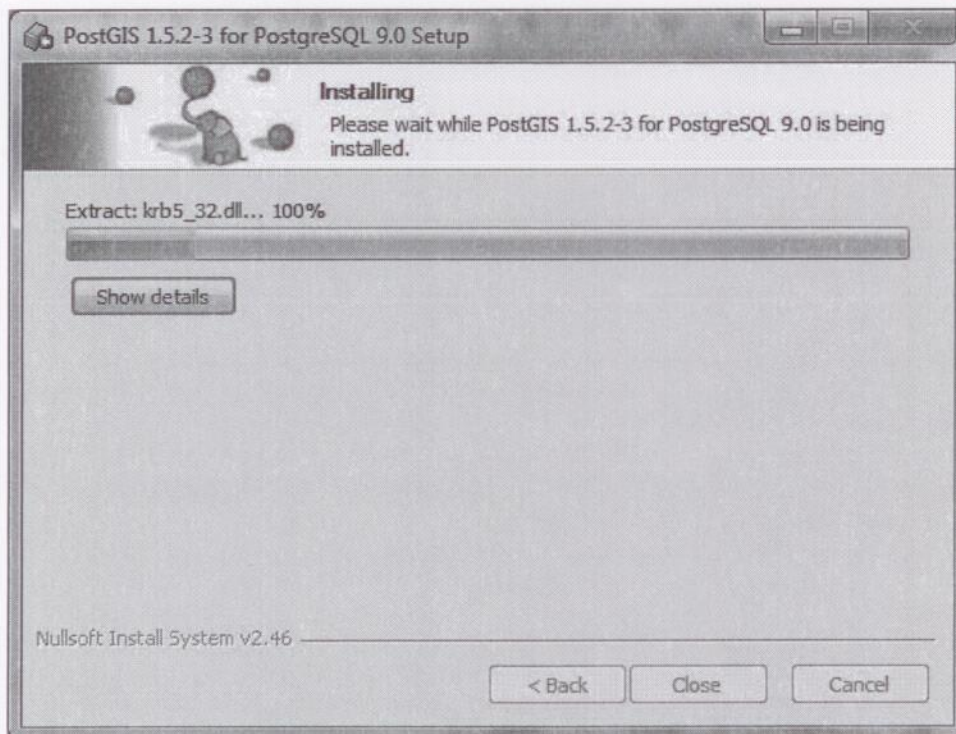 PostGIS 1.5.2-3 for PostgreSQL 9.0 Setup
Installing
Please wait while PostGIS 1.5.2-3 for PostgreSQL 9.0 is being
installed.
Extract: krb5_32.dll... 100%
Show details
Nullsoft Install System v2.46
< Back
Close
Cancel